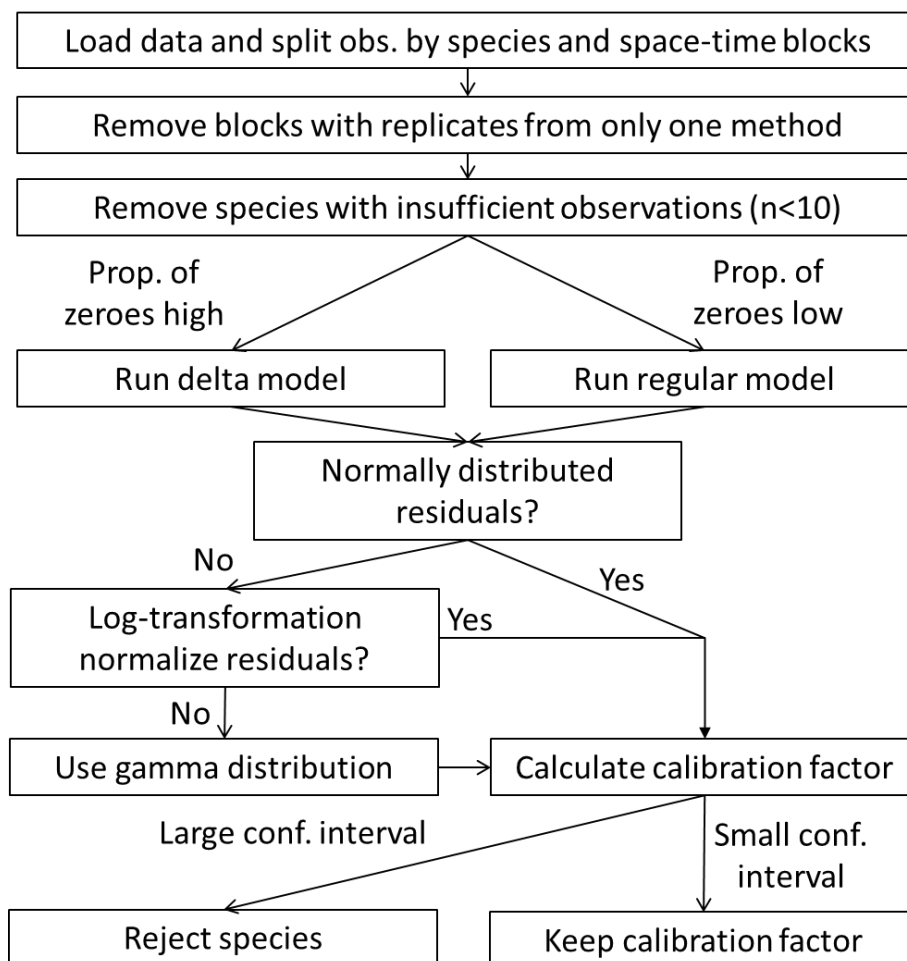 Load data and split obs. by species and space-time blocks
Remove blocks with replicates from only one method
Remove species with insufficient observations (n<10)
Prop. of
zeroes high
Prop. of
zeroes low
Run delta model
Run regular model
Normally distributed
residuals?
No
Yes
Log-transformation
normalize residuals?
Yes
No
Use gamma distribution
Calculate calibration factor
Large conf. interval
Small conf.
interval
Reject species
Keep calibration factor